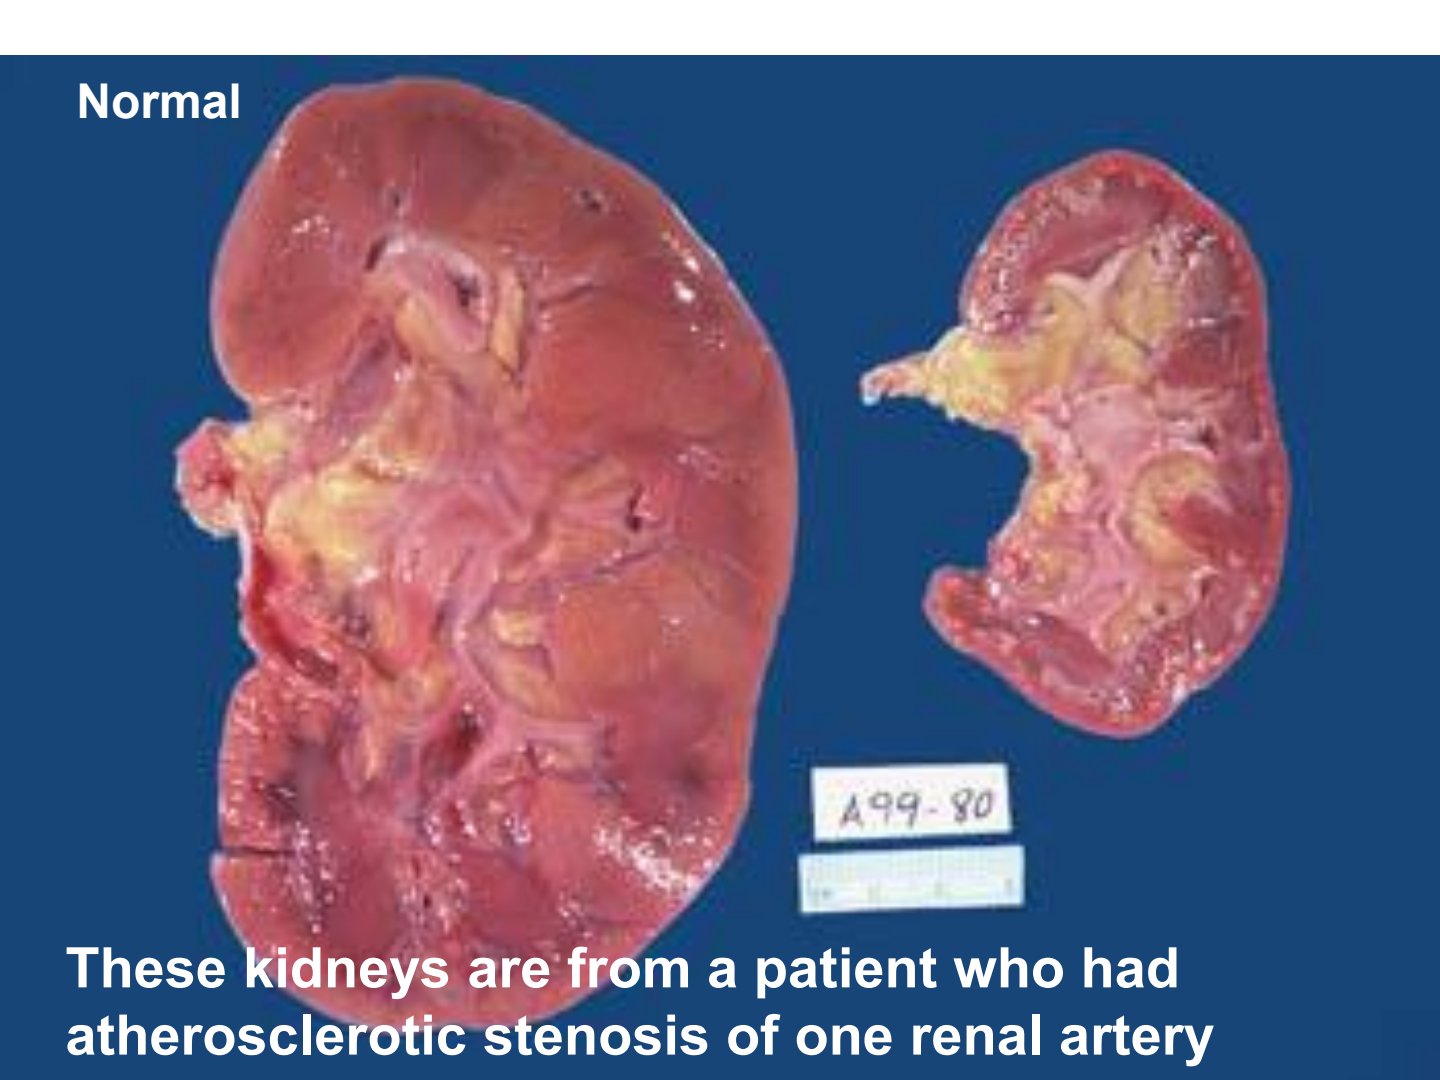 Normal
A99-80
These kidneys are from a patient who had
atherosclerotic stenosis of one renal artery